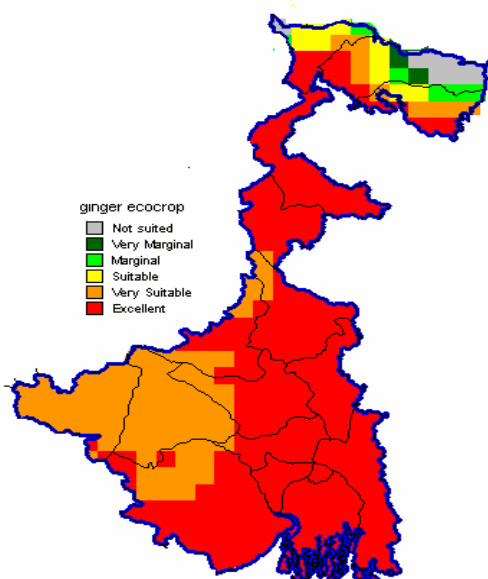 ginger ecocrop
Not suited
Very Marginal
Marginal
Suitable
Very Suitable
Excellent